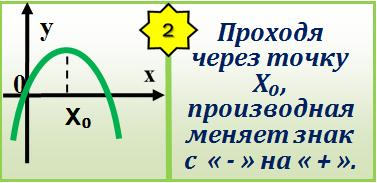 y
0
x
X₀
2
Проходя
через точку
X₀,
производная
меняет знак
с « - » на « + ».